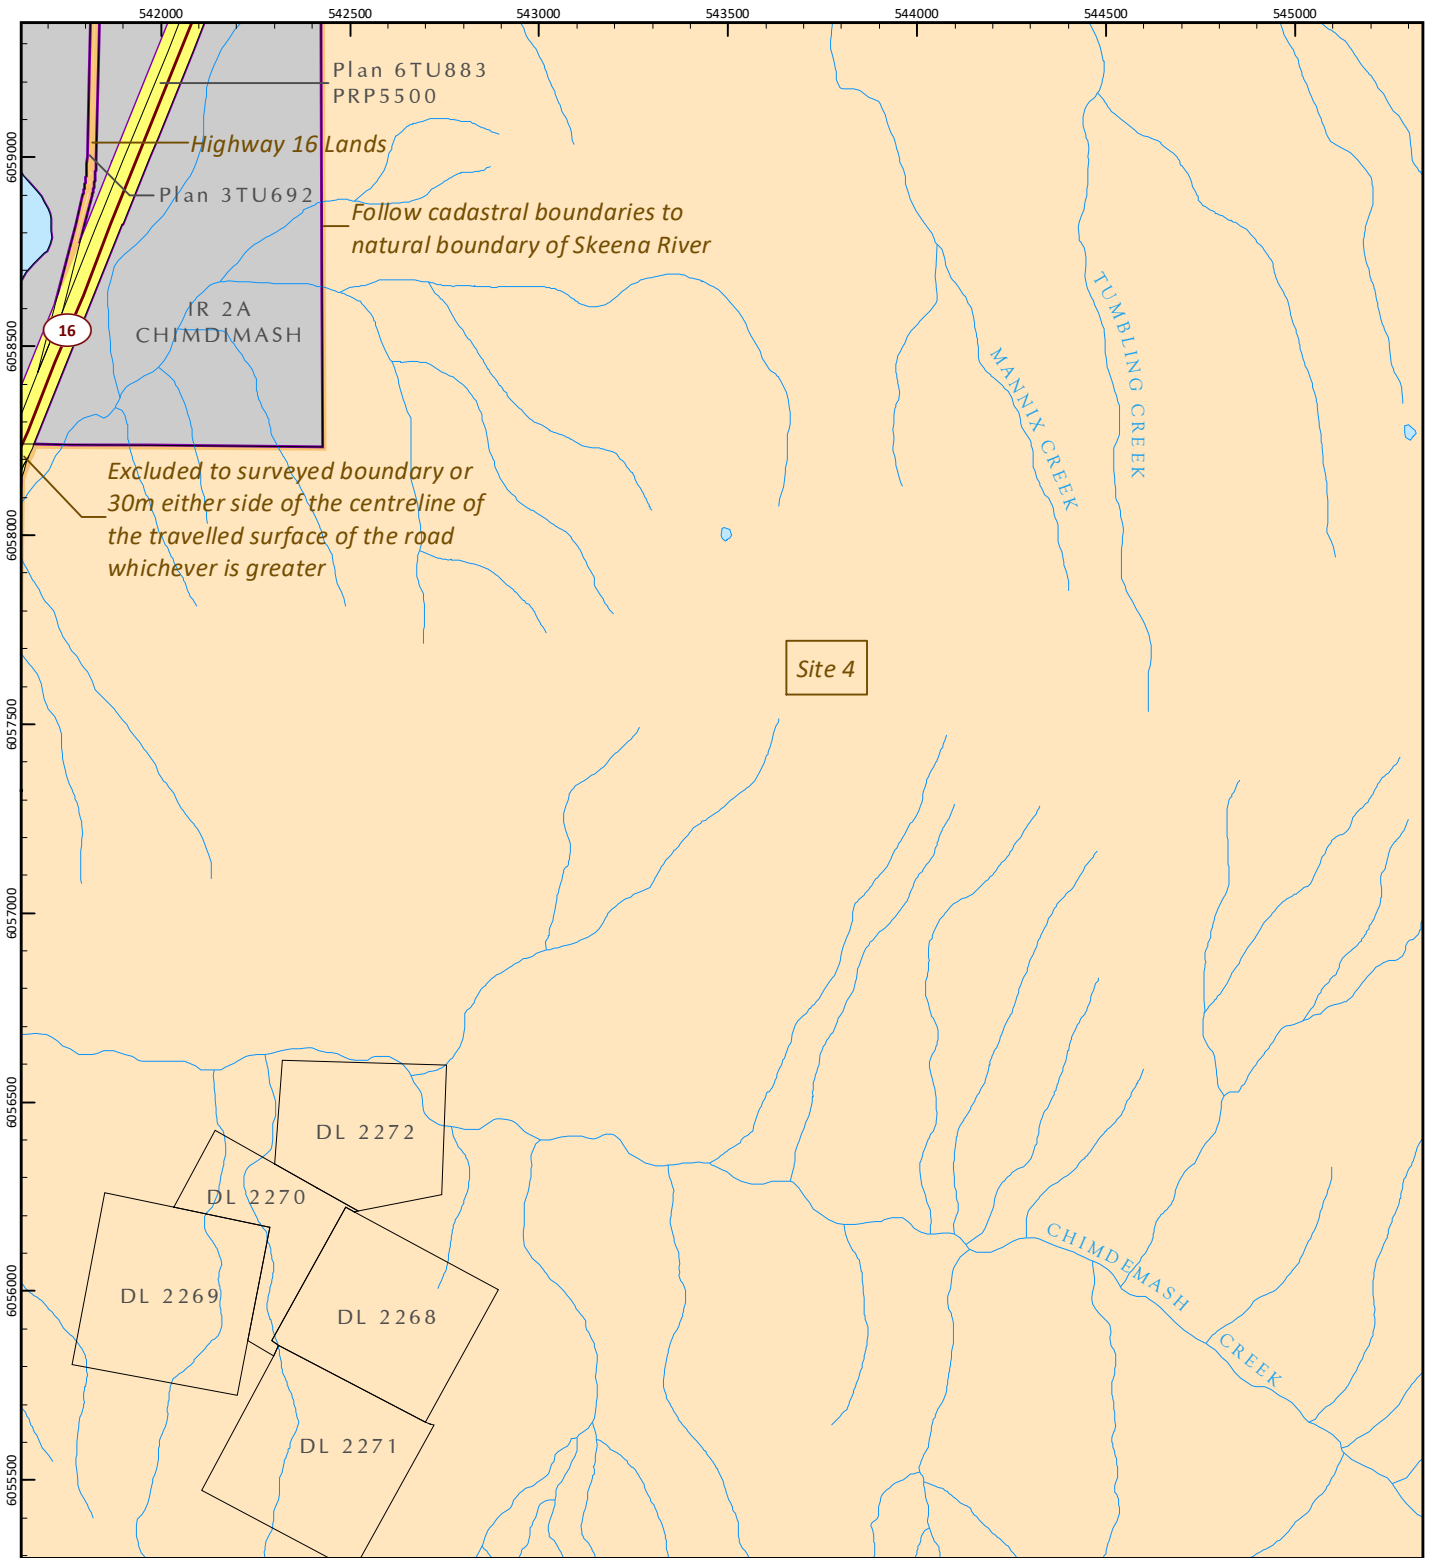 542000
542500
543000
543500
544000
544500
545000
Plan 6TU883
PRP5500
Highway 16 Lands
Plan 3TU692
Follow cadastral boundaries to
natural boundary of Skeena River
IR 2A
CHIMDIMASH
16
Excluded to surveyed boundary or
30m either side of the centreline of
the travelled surface of the road
whichever is greater
MANNIX CREEK
TUMBLING CREEK
Site 4
DL 2272
DL 2270
DL 2269
DL 2268
DL 2271
CHIMDEMASH
CREEK
6059000
6058500
6058000
6057500
6057000
6056500
6056000
6055500